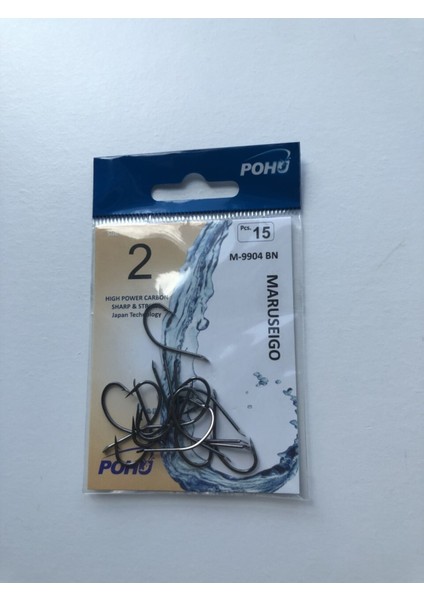 POHU
Pcs. 15
2
M-9904 BN
HIGH POWER CARBON
SHARP & STRONG
Japan Technology
MARUSEIGO
POHU